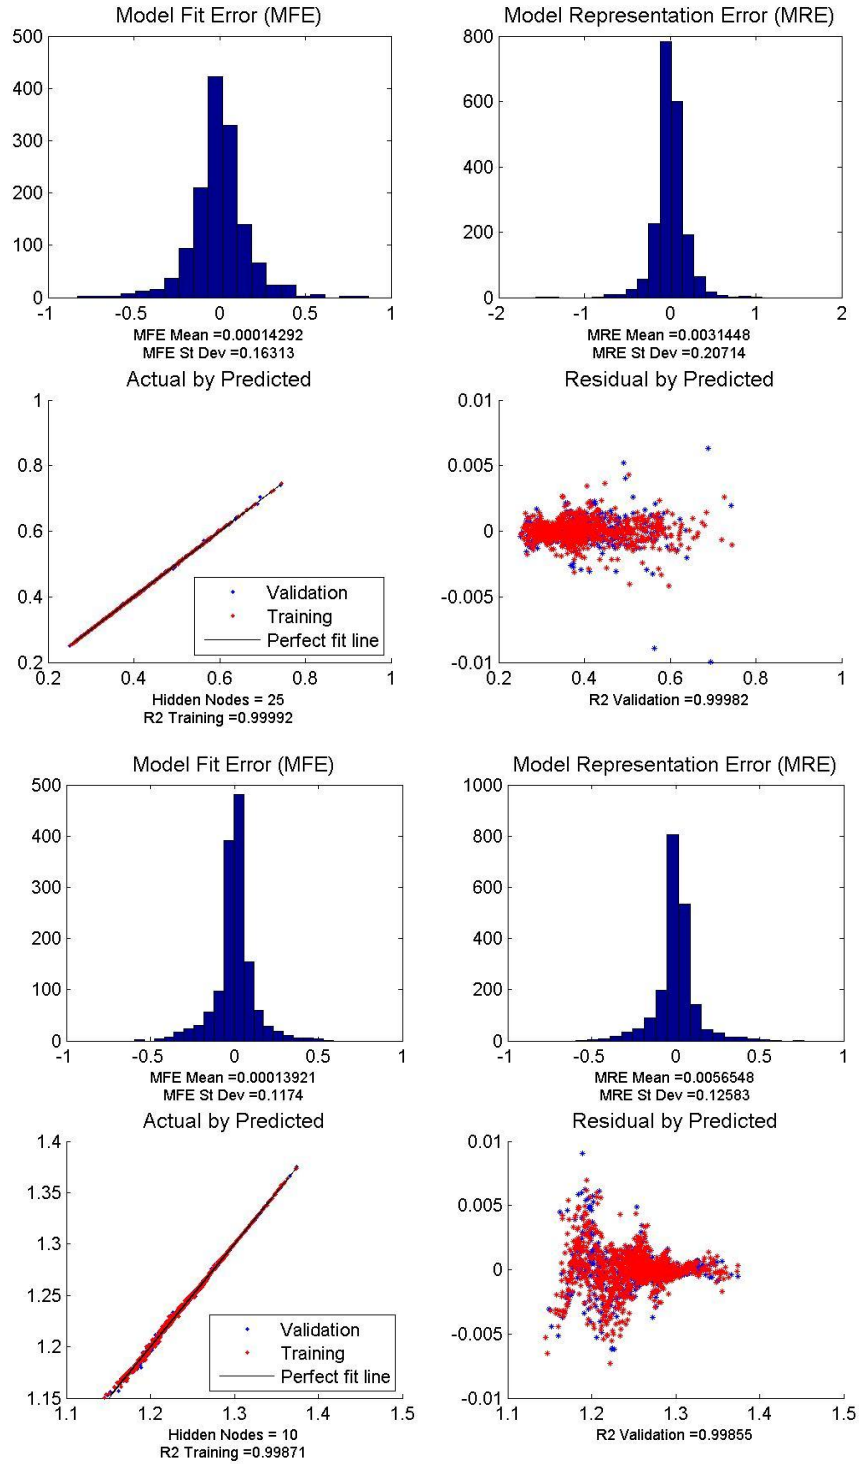 Model Fit Error (MFE)
500
400
300
200
100
0
-1 -0.5 0 0.5 1
MFE Mean =0.00014292
MFE St Dev =0.16313
Model Representation Error (MRE)
800
600
400
200
0
-2 -1 0 1 2
MRE Mean =0.0031448
MRE St Dev =0.20714
Actual by Predicted
1
0.8
0.6
0.4
0.2
Validation
Training
Perfect fit line
0.2 0.4 0.6 0.8 1
Hidden Nodes = 25
R2 Training =0.99992
Residual by Predicted
0.01
0.005
0
-0.005
-0.01
0.2 0.4 0.6 0.8 1
R2 Validation =0.99982
Model Fit Error (MFE)
500
400
300
200
100
0
-1 -0.5 0 0.5 1
MFE Mean =0.00013921
MFE St Dev =0.1174
Model Representation Error (MRE)
1000
800
600
400
200
0
-1 -0.5 0 0.5 1
MRE Mean =0.0056548
MRE St Dev =0.12583
Actual by Predicted
1.4
1.35
1.3
1.25
1.2
1.15
Validation
Training
Perfect fit line
1.1 1.2 1.3 1.4 1.5
Hidden Nodes = 10
R2 Training =0.99871
Residual by Predicted
0.01
0.005
0
-0.005
-0.01
1.1 1.2 1.3 1.4 1.5
R2 Validation =0.99855